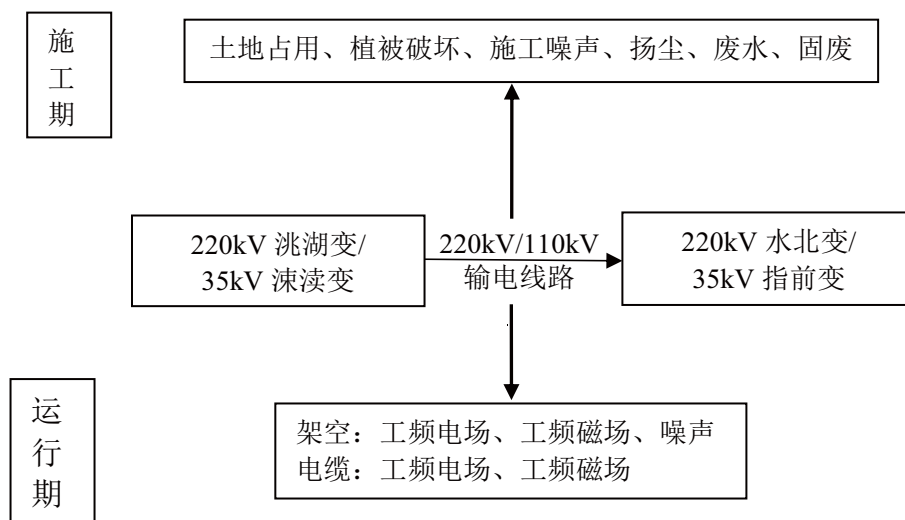 施
工
期
土地占用、植被破坏、施工噪声、扬尘、废水、固废
220kV 洮湖变/
35kV 涑渎变
220kV/110kV
输电线路
220kV 水北变/
35kV 指前变
运
行
期
架空：工频电场、工频磁场、噪声
电缆：工频电场、工频磁场